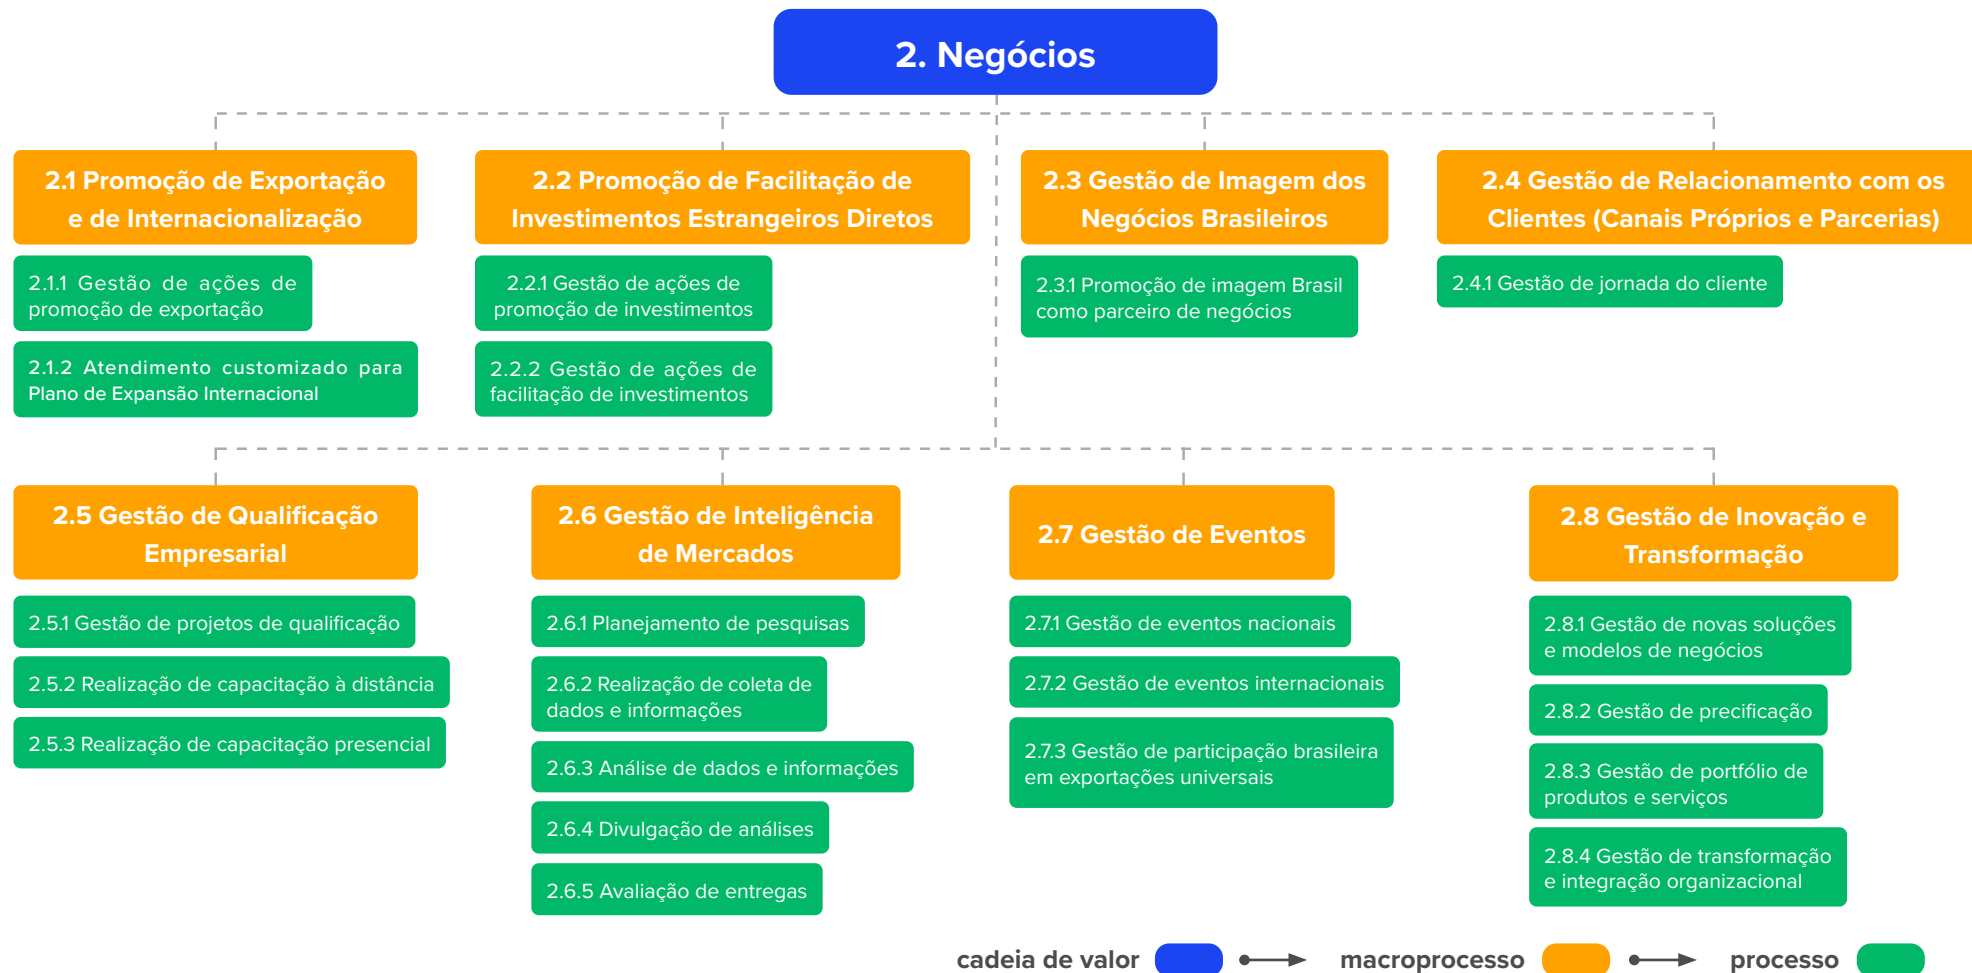 2. Negócios
2.1 Promoção de Exportação
e de Internacionalização
2.1.1 Gestão de ações de
promoção de exportação
2.1.2 Atendimento customizado para
Plano de Expansão Internacional
2.2 Promoção de Facilitação de
Investimentos Estrangeiros Diretos
2.2.1 Gestão de ações de
promoção de investimentos
2.2.2 Gestão de ações de
facilitação de investimentos
2.3 Gestão de Imagem dos
Negócios Brasileiros
2.3.1 Promoção de imagem Brasil
como parceiro de negócios
2.4 Gestão de Relacionamento com os
Clientes (Canais Próprios e Parcerias)
2.4.1 Gestão de jornada do cliente
2.5 Gestão de Qualificação
Empresarial
2.5.1 Gestão de projetos de qualificação
2.5.2 Realização de capacitação à distância
2.5.3 Realização de capacitação presencial
2.6 Gestão de Inteligência
de Mercados
2.6.1 Planejamento de pesquisas
2.6.2 Realização de coleta de
dados e informações
2.6.3 Análise de dados e informações
2.6.4 Divulgação de análises
2.6.5 Avaliação de entregas
2.7 Gestão de Eventos
2.7.1 Gestão de eventos nacionais
2.7.2 Gestão de eventos internacionais
2.7.3 Gestão de participação brasileira
em exportações universais
2.8 Gestão de Inovação e
Transformação
2.8.1 Gestão de novas soluções
e modelos de negócios
2.8.2 Gestão de precificação
2.8.3 Gestão de portfólio de
produtos e serviços
2.8.4 Gestão de transformação
e integração organizacional
cadeia de valor
macroprocesso
processo